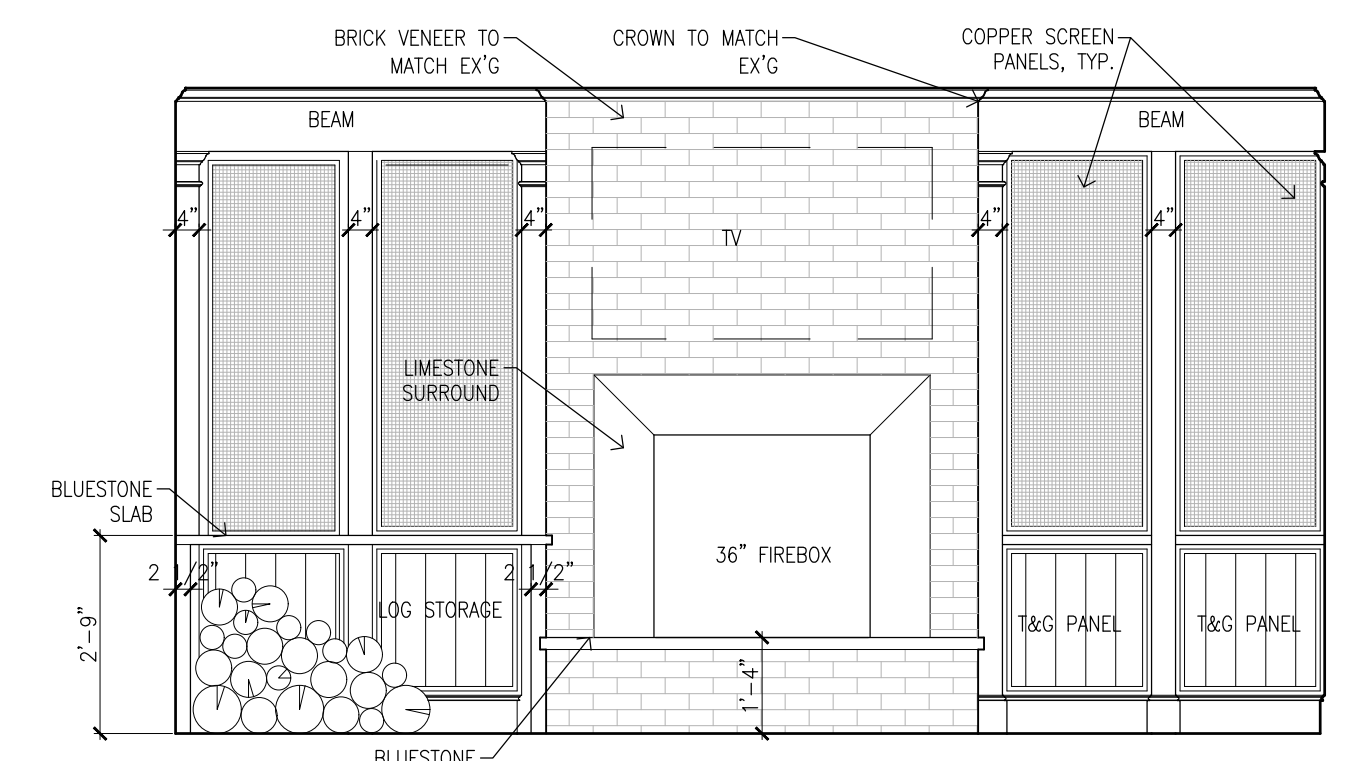 BRICK VENEER TO
MATCH EX'G
CROWN TO MATCH
EX'G
COPPER SCREEN
PANELS, TYP.
BEAM
BEAM
4"
4"
4"
4"
4"
TV
LIMESTONE
SURROUND
BLUESTONE
SLAB
36" FIREBOX
2 1/2"
2 1/2"
LOG STORAGE
T&G PANEL
T&G PANEL
2'-9"
1'-4"
BLUESTONE